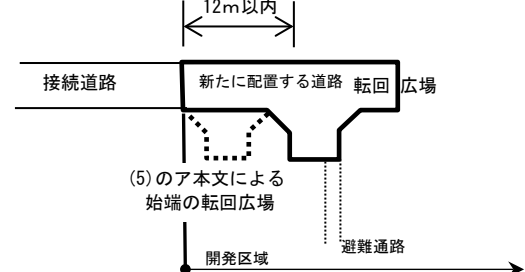 12m以内
接続道路
新たに配置する道路
転回広場
(5)のア本文による
始端の転回広場
避難通路
開発区域